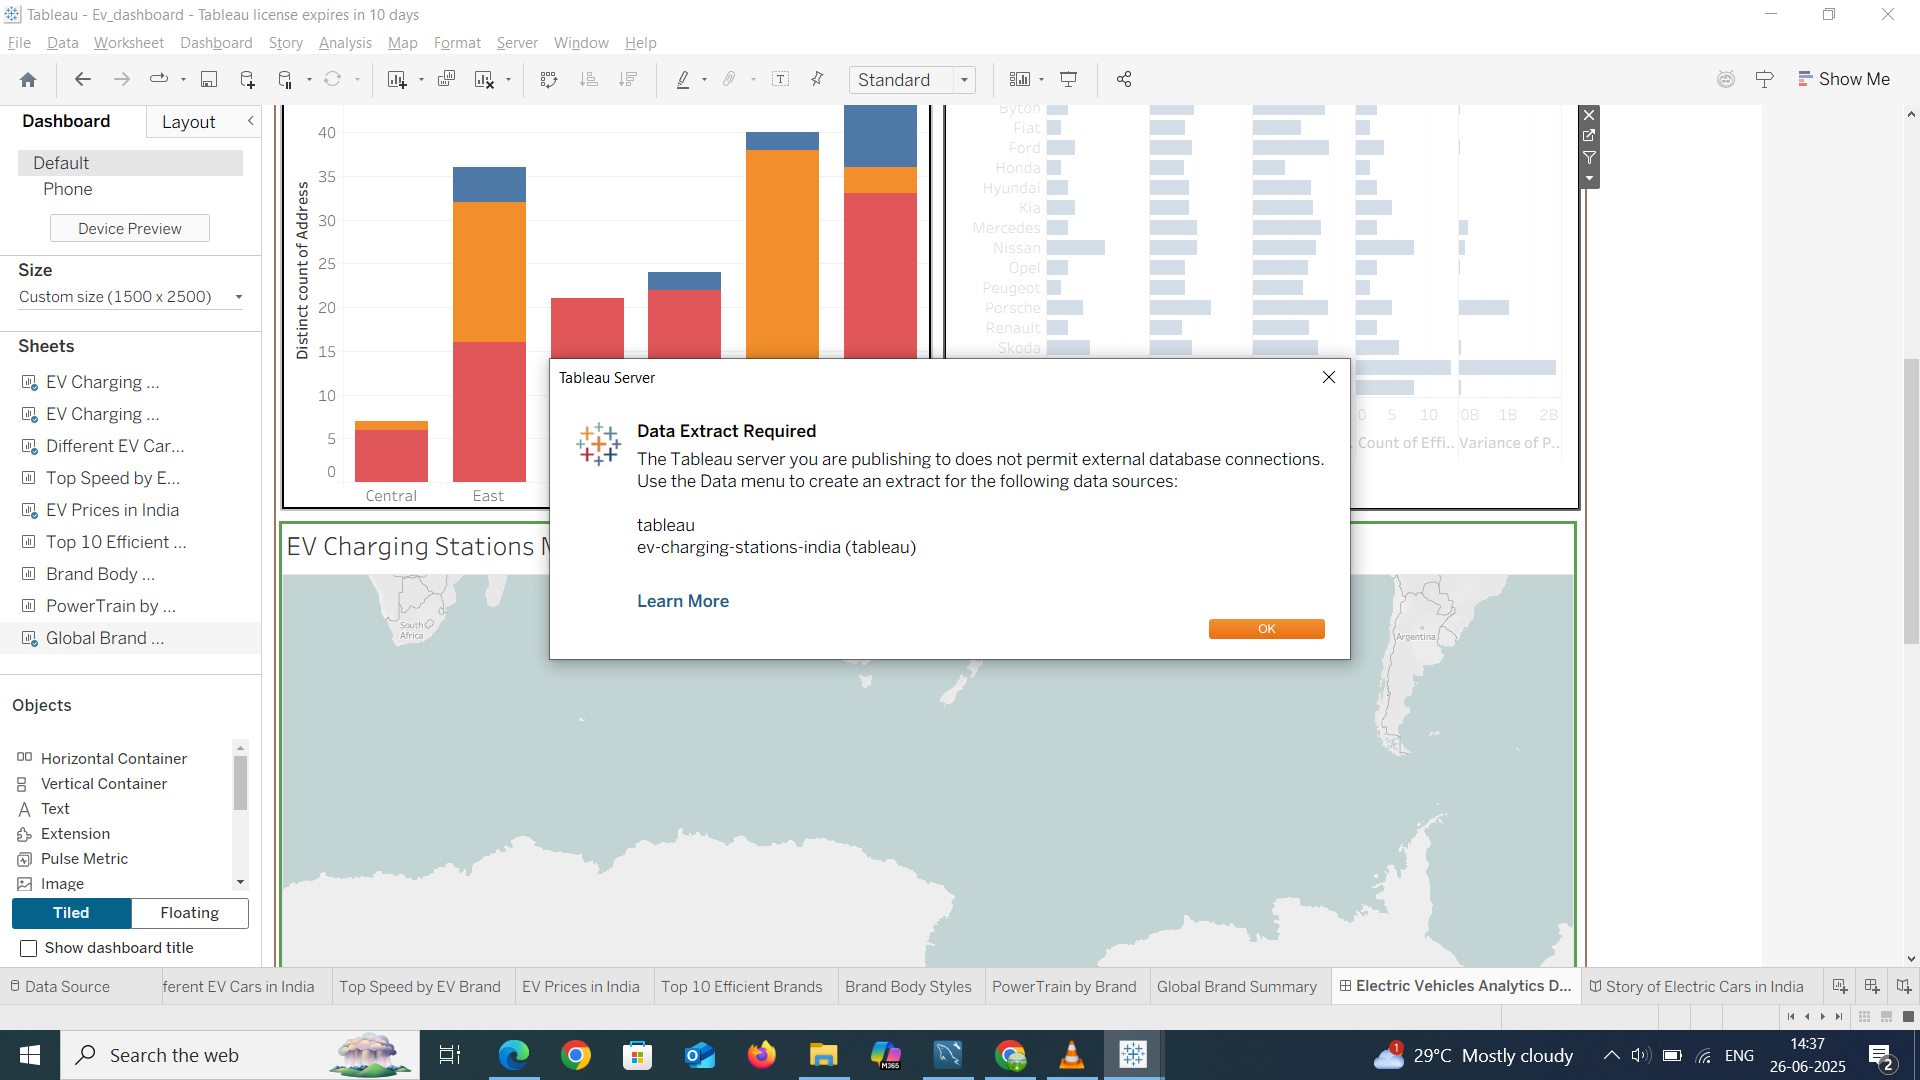 Tableau - Ev_dashboard - Tableau license expires in 10 days
File Data Worksheet Dashboard Story Analysis Map Format Server Window Help
Standard
Show Me
Dashboard
Layout
Default
Phone
Device Preview
Size
Custom size (1500 x 2500)
Sheets
EV Charging ...
EV Charging ...
Different EV Car...
Top Speed by E...
EV Prices in India
Top 10 Efficient ...
Brand Body ...
PowerTrain by ...
Global Brand ...
Objects
Horizontal Container
Vertical Container
Text
Extension
Pulse Metric
Image
Tiled
Floating
Show dashboard title
Distinct count of Address
40
35
30
25
20
15
10
5
0
Central
East
Byton
Fiat
Ford
Honda
Hyundai
Kia
Mercedes
Nissan
Opel
Peugeot
Porsche
Renault
Skoda
0 5 10 0B 1B 2B
Count of Effi.. Variance of P..
Tableau Server
Data Extract Required
The Tableau server you are publishing to does not permit external database connections.
Use the Data menu to create an extract for the following data sources:
tableau
ev-charging-stations-india (tableau)
Learn More
OK
EV Charging Stations
South
Africa
Argentina
Data Source
ferent EV Cars in India
Top Speed by EV Brand
EV Prices in India
Top 10 Efficient Brands
Brand Body Styles
PowerTrain by Brand
Global Brand Summary
Electric Vehicles Analytics D...
Story of Electric Cars in India
Search the web
M365
1
29°C Mostly cloudy
ENG
14:37
26-06-2025
2